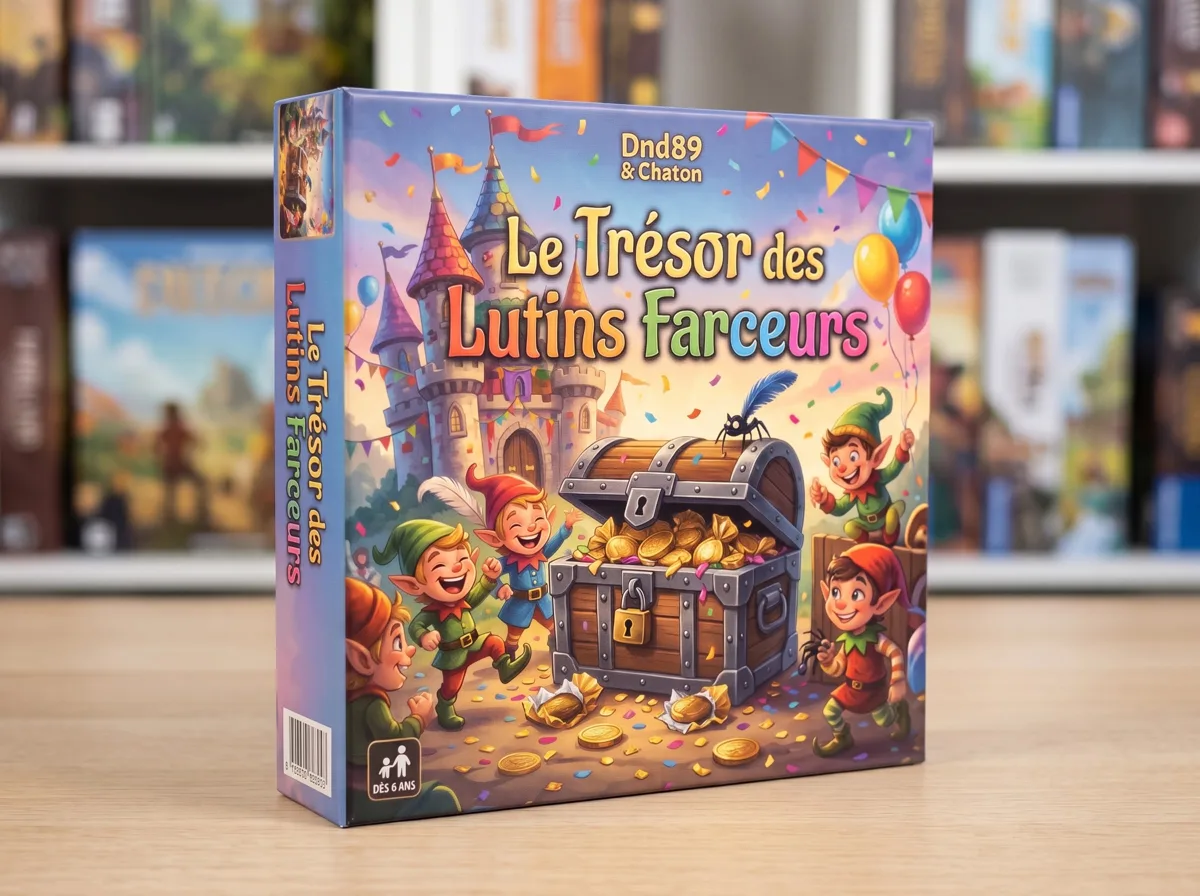 Dnd89
& Chaton
Le Trésor des
Lutins Farceurs
DÈS 6 ANS
Le Trésor des
Lutins Farceurs